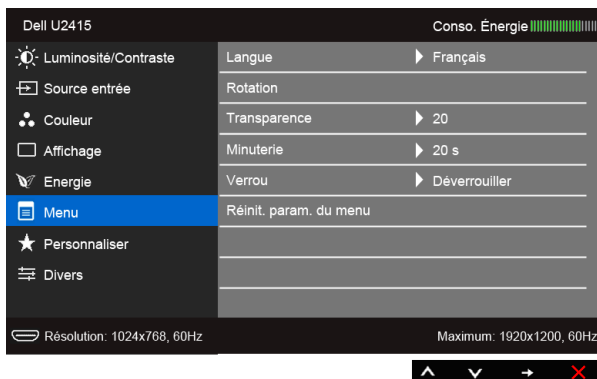 Dell U2415 Conso. Énergie
Luminosité/Contraste Langue Français
Source entrée Rotation
Couleur Transparence 20
Affichage Minuterie 20 s
Energie Verrou Déverrouiller
Menu Réinit. param. du menu
Personnaliser
Divers
Résolution: 1024x768, 60Hz Maximum: 1920x1200, 60Hz